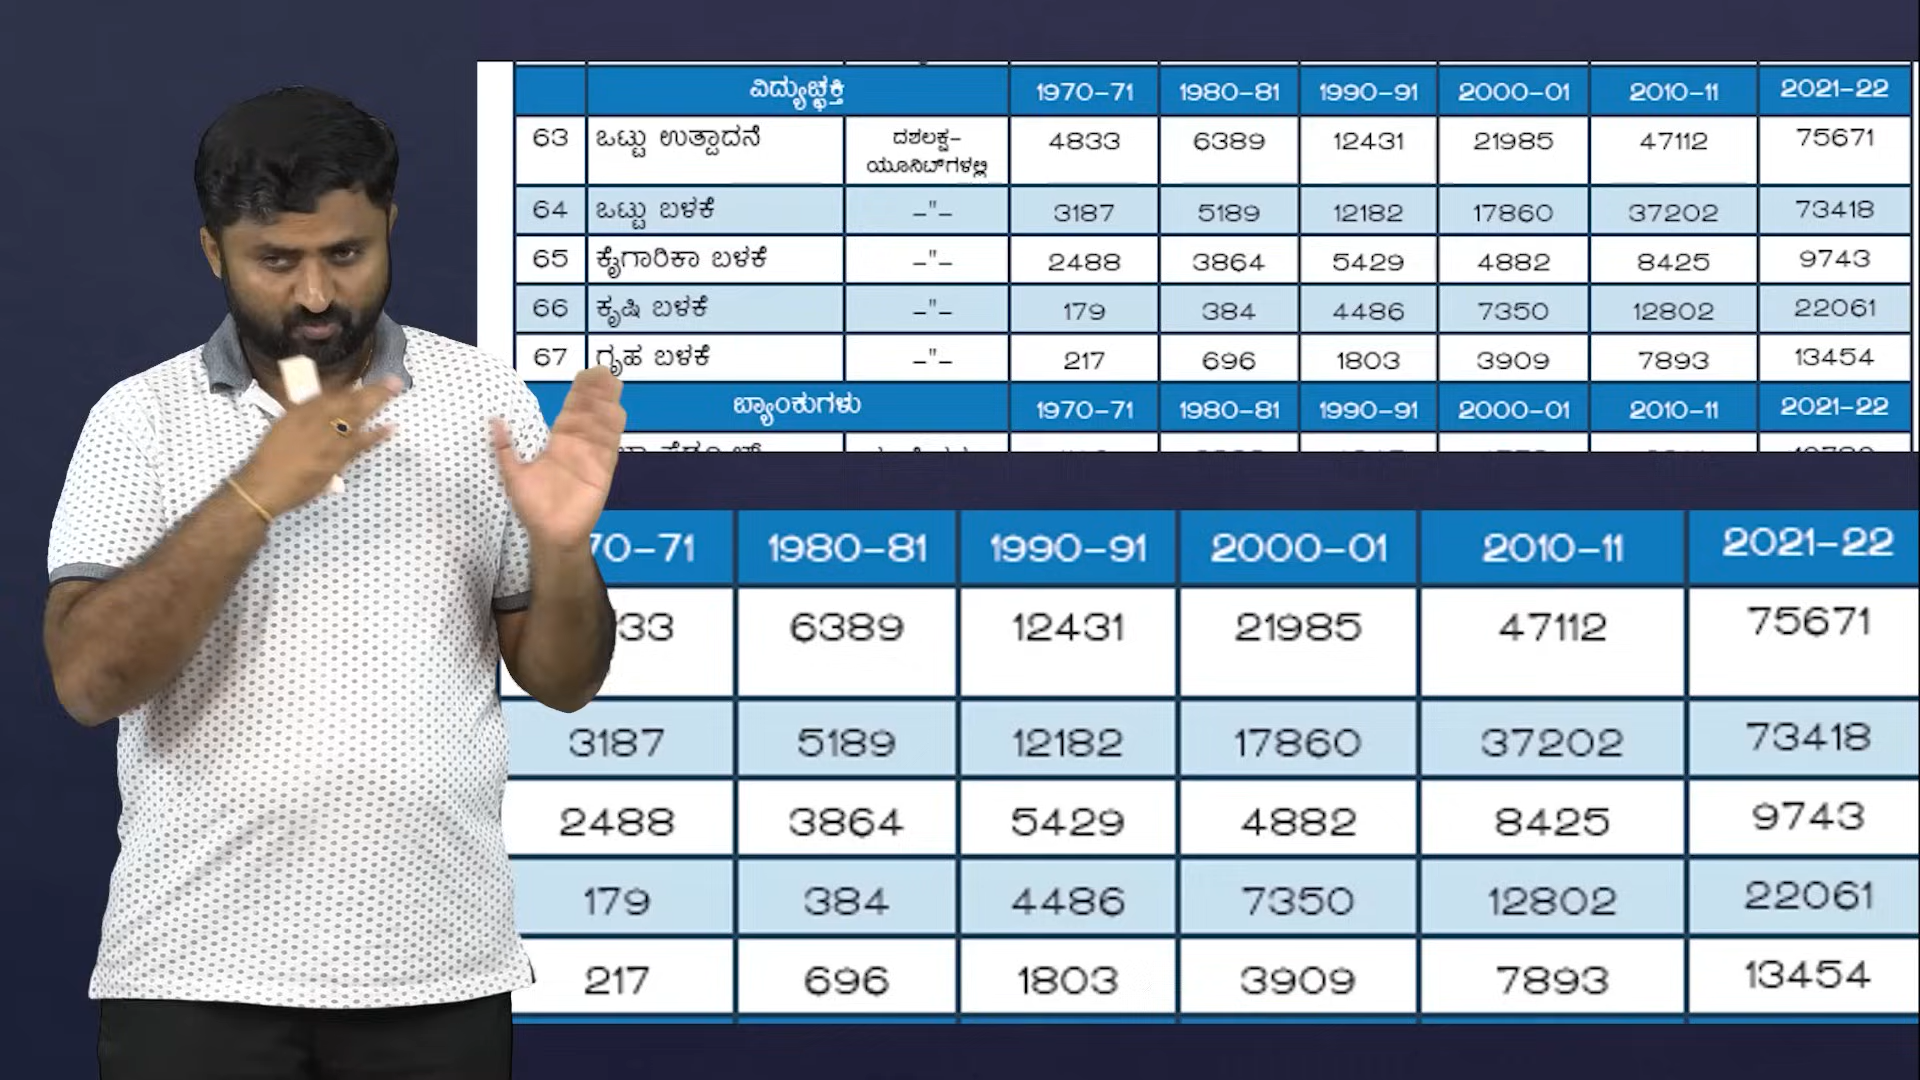 ವಿದ್ಯುಚ್ಛಕ್ತಿ 1970-71 1980-81 1990-91 2000-01 2010-11 2021-22
63 ಒಟ್ಟು ಉತ್ಪಾದನೆ ದಶಲಕ್ಷ- ಯೂನಿಟ್‌ಗಳಲ್ಲಿ 4833 6389 12431 21985 47112 75671
64 ಒಟ್ಟು ಬಳಕೆ -"- 3187 5189 12182 17860 37202 73418
65 ಕೈಗಾರಿಕಾ ಬಳಕೆ -"- 2488 3864 5429 4882 8425 9743
66 ಕೃಷಿ ಬಳಕೆ -"- 179 384 4486 7350 12802 22061
67 ಗೃಹ ಬಳಕೆ -"- 217 696 1803 3909 7893 13454
ಬ್ಯಾಂಕುಗಳು 1970-71 1980-81 1990-91 2000-01 2010-11 2021-22
70-71 1980-81 1990-91 2000-01 2010-11 2021-22
33 6389 12431 21985 47112 75671
3187 5189 12182 17860 37202 73418
2488 3864 5429 4882 8425 9743
179 384 4486 7350 12802 22061
217 696 1803 3909 7893 13454